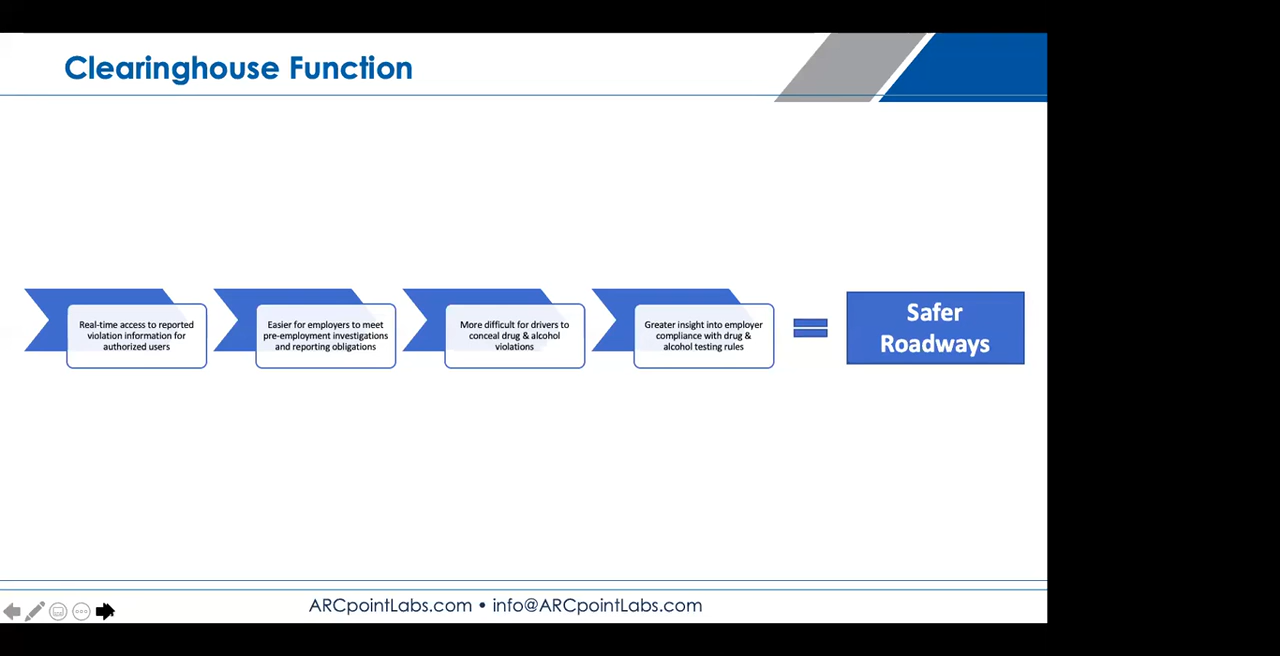 Clearinghouse Function
Real-time access to reported
violation information for
authorized users
Easier for employers to meet
pre-employment investigations
and reporting obligations
More difficult for drivers to
conceal drug & alcohol
violations
Greater insight into employer
compliance with drug &
alcohol testing rules
Safer
Roadways
ARCpointLabs.com • info@ARCpointLabs.com